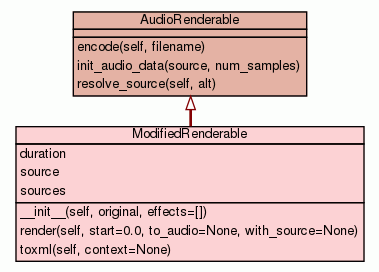 AudioRenderable
encode(self, filename)
init_audio_data(source, num_samples)
resolve_source(self, alt)
ModifiedRenderable
duration
source
sources
__init__(self, original, effects=[])
render(self, start=0.0, to_audio=None, with_source=None)
toxml(self, context=None)